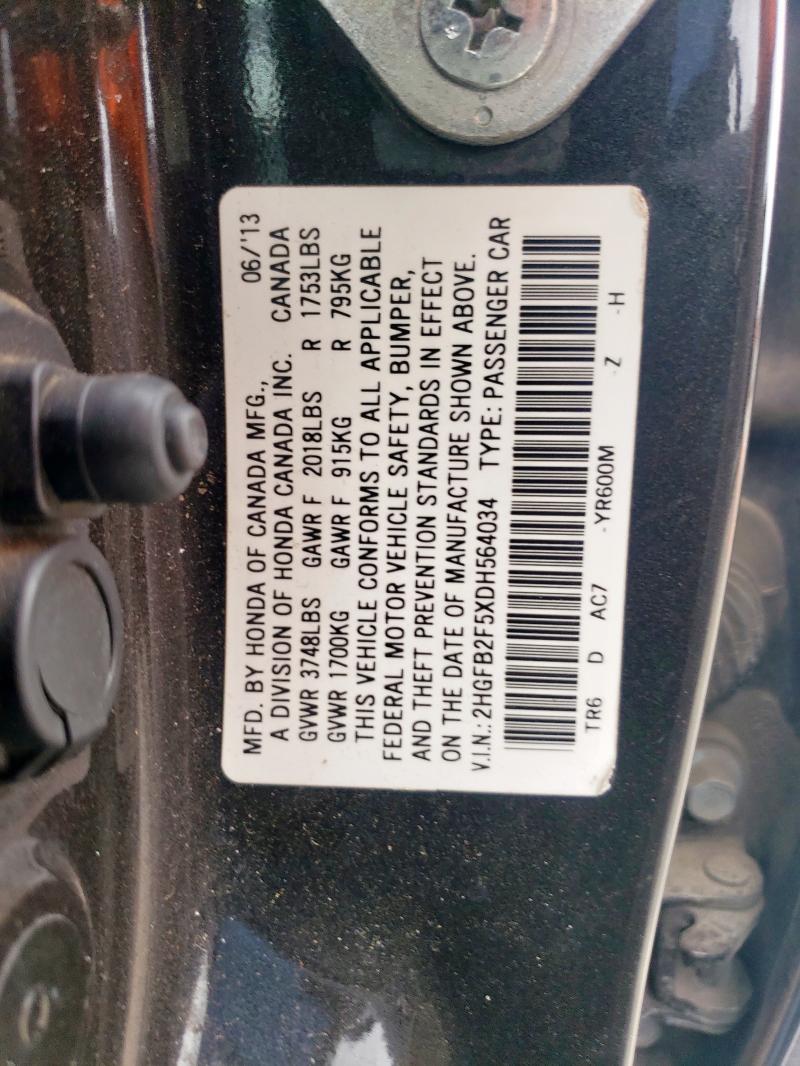 MFD. BY HONDA OF CANADA MFG., 06/'13
A DIVISION OF HONDA CANADA INC. CANADA
GVWR 3748LBS GAWR F 2018LBS R 1753LBS
GVWR 1700KG GAWR F 915KG R 795KG
THIS VEHICLE CONFORMS TO ALL APPLICABLE
FEDERAL MOTOR VEHICLE SAFETY, BUMPER,
AND THEFT PREVENTION STANDARDS IN EFFECT
ON THE DATE OF MANUFACTURE SHOWN ABOVE.
V.I.N.: 2HGFB2F5XDH564034 TYPE: PASSENGER CAR
TR6 D AC7 -YR600M -Z -H